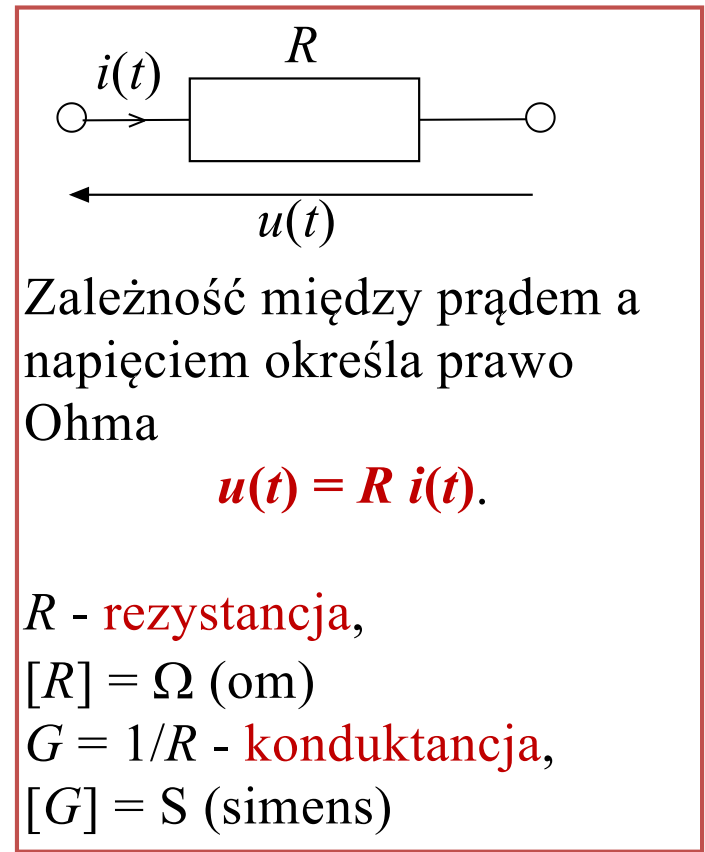 R
i(t)
u(t)
Zależność między prądem a
napięciem określa prawo
Ohma
u(t) = R i(t).
R - rezystancja,
[R] = Ω (om)
G = 1/R - konduktancja,
[G] = S (simens)